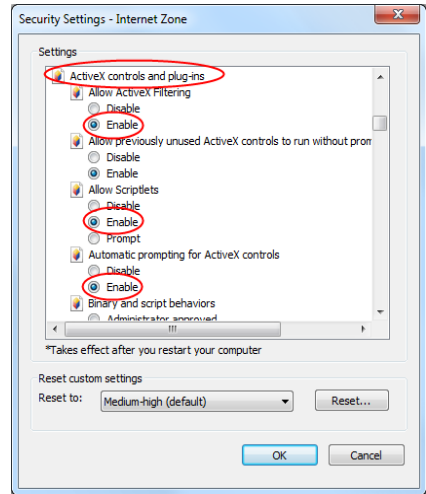 Security Settings - Internet Zone
Settings
ActiveX controls and plug-ins
Allow ActiveX Filtering
Disable
Enable
Allow previously unused ActiveX controls to run without prom
Disable
Enable
Allow Scriptlets
Disable
Enable
Prompt
Automatic prompting for ActiveX controls
Disable
Enable
Binary and script behaviors
Administrator approved
*Takes effect after you restart your computer
Reset custom settings
Reset to: Medium-high (default) Reset...
OK Cancel